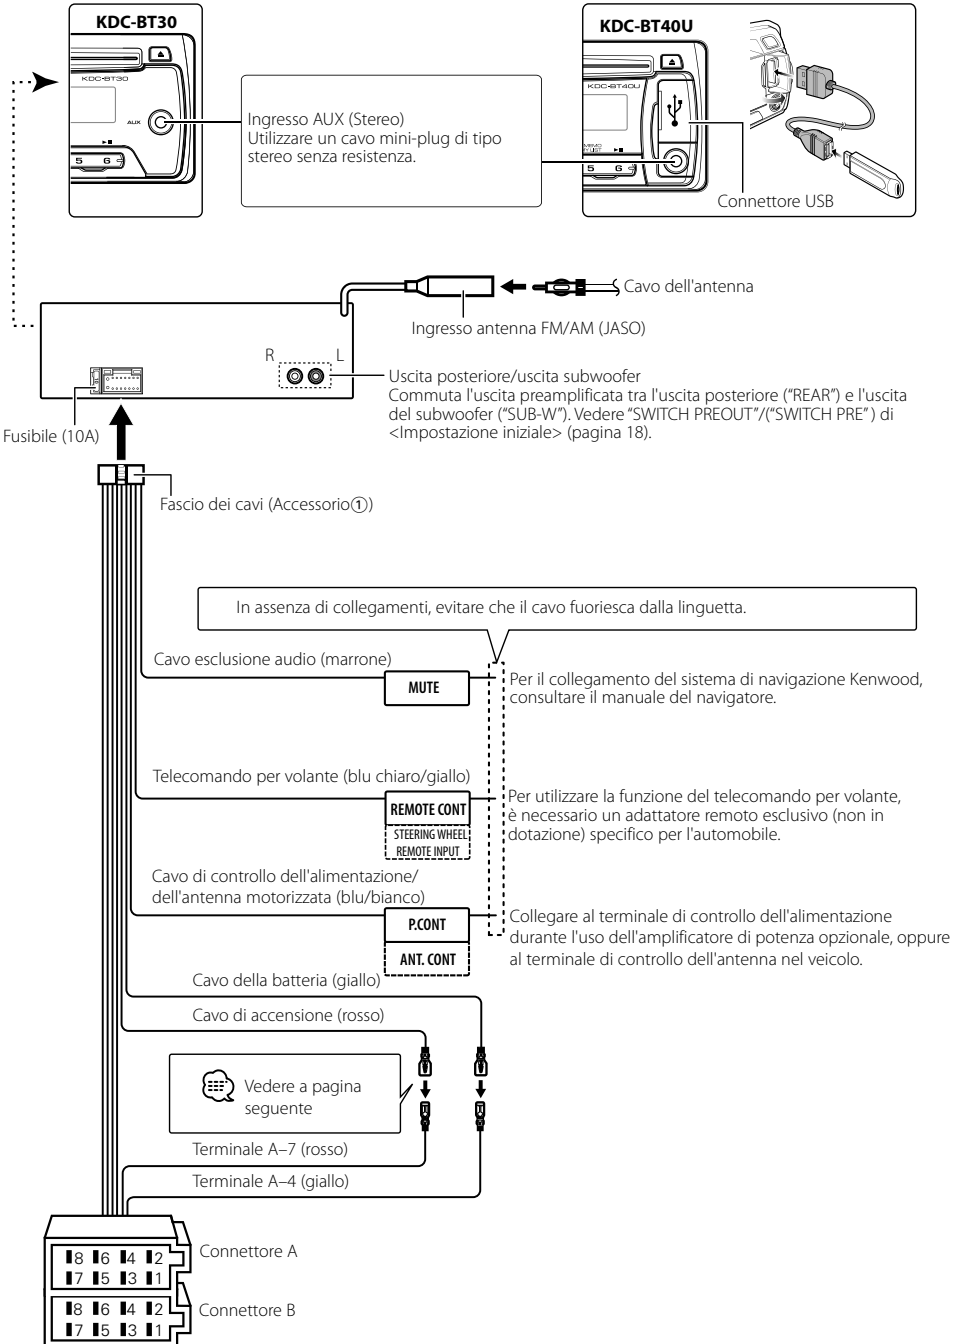 KDC-BT30
KDC-BT40U
KDC-BT30
AUX
5 6
Ingresso AUX (Stereo)
Utilizzare un cavo mini-plug di tipo
stereo senza resistenza.
KDC-BT40U
5 6
Connettore USB
Cavo dell'antenna
Ingresso antenna FM/AM (JASO)
R L
Uscita posteriore/uscita subwoofer
Commuta l'uscita preamplificata tra l'uscita posteriore (“REAR”) e l'uscita
del subwoofer (“SUB-W”). Vedere “SWITCH PREOUT”/(“SWITCH PRE” ) di
<Impostazione iniziale> (pagina 18).
Fusibile (10A)
Fascio dei cavi (Accessorio①)
In assenza di collegamenti, evitare che il cavo fuoriesca dalla linguetta.
Cavo esclusione audio (marrone)
MUTE
Per il collegamento del sistema di navigazione Kenwood,
consultare il manuale del navigatore.
Telecomando per volante (blu chiaro/giallo)
REMOTE CONT
STEERING WHEEL
REMOTE INPUT
Per utilizzare la funzione del telecomando per volante,
è necessario un adattatore remoto esclusivo (non in
dotazione) specifico per l'automobile.
Cavo di controllo dell'alimentazione/
dell'antenna motorizzata (blu/bianco)
P.CONT
ANT. CONT
Collegare al terminale di controllo dell'alimentazione
durante l'uso dell'amplificatore di potenza opzionale, oppure
al terminale di controllo dell'antenna nel veicolo.
Cavo della batteria (giallo)
Cavo di accensione (rosso)
Vedere a pagina
seguente
Terminale A–7 (rosso)
Terminale A–4 (giallo)
8 6 4 2
7 5 3 1
Connettore A
8 6 4 2
7 5 3 1
Connettore B